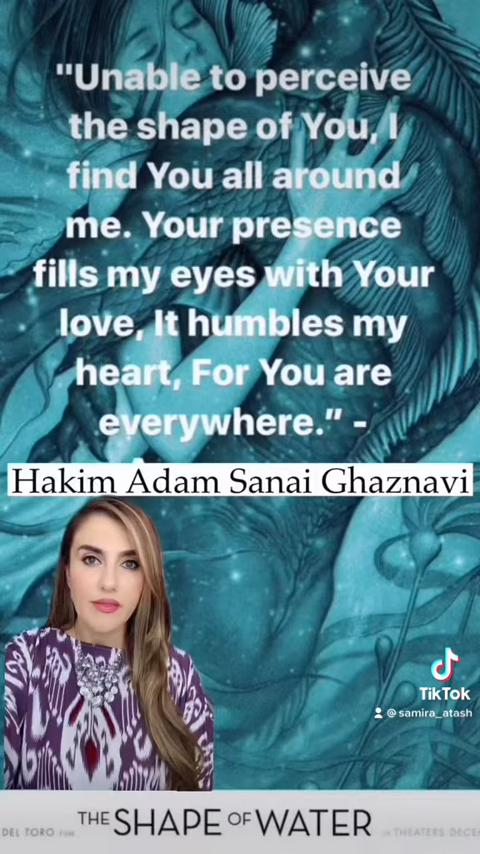 "Unable to perceive
the shape of You, I
find You all around
me. Your presence
fills my eyes with Your
love, It humbles my
heart, For You are
everywhere.” -
Hakim Adam Sanai Ghaznavi
TikTok
@samira_atash
DEL TORO FILM
THE SHAPE OF WATER
IN THEATERS DECE